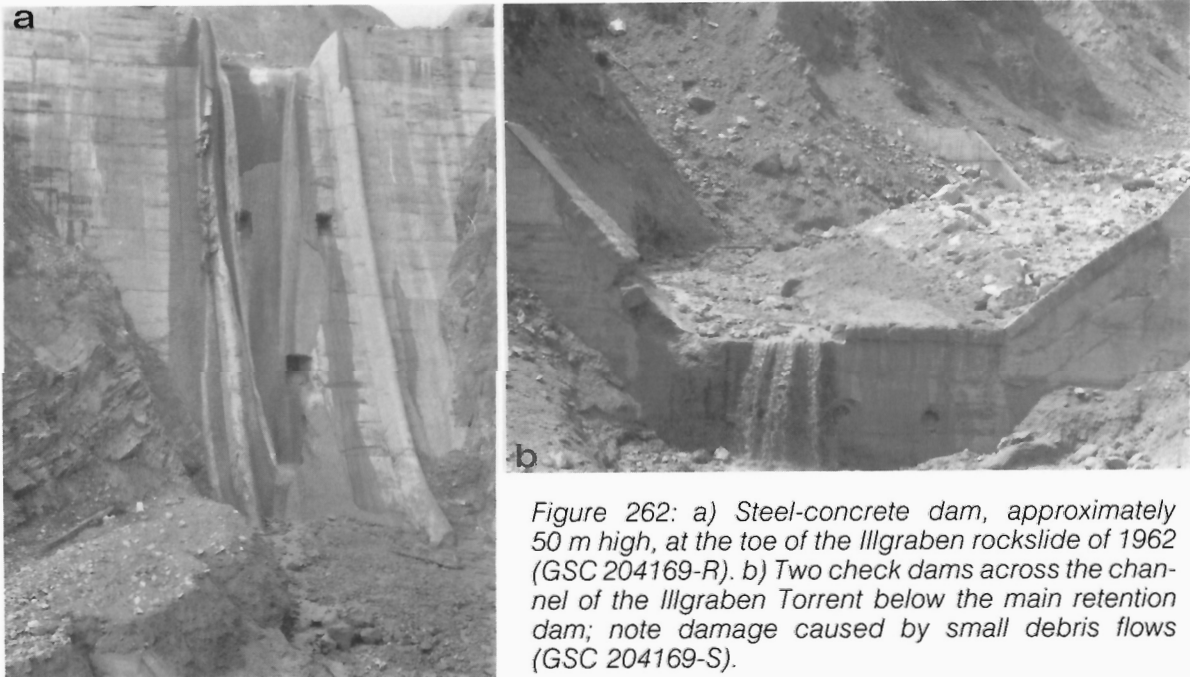 a
b
Figure 262: a) Steel-concrete dam, approximately
50 m high, at the toe of the Illgraben rockslide of 1962
(GSC 204169-R). b) Two check dams across the chan-
nel of the Illgraben Torrent below the main retention
dam; note damage caused by small debris flows
(GSC 204169-S).